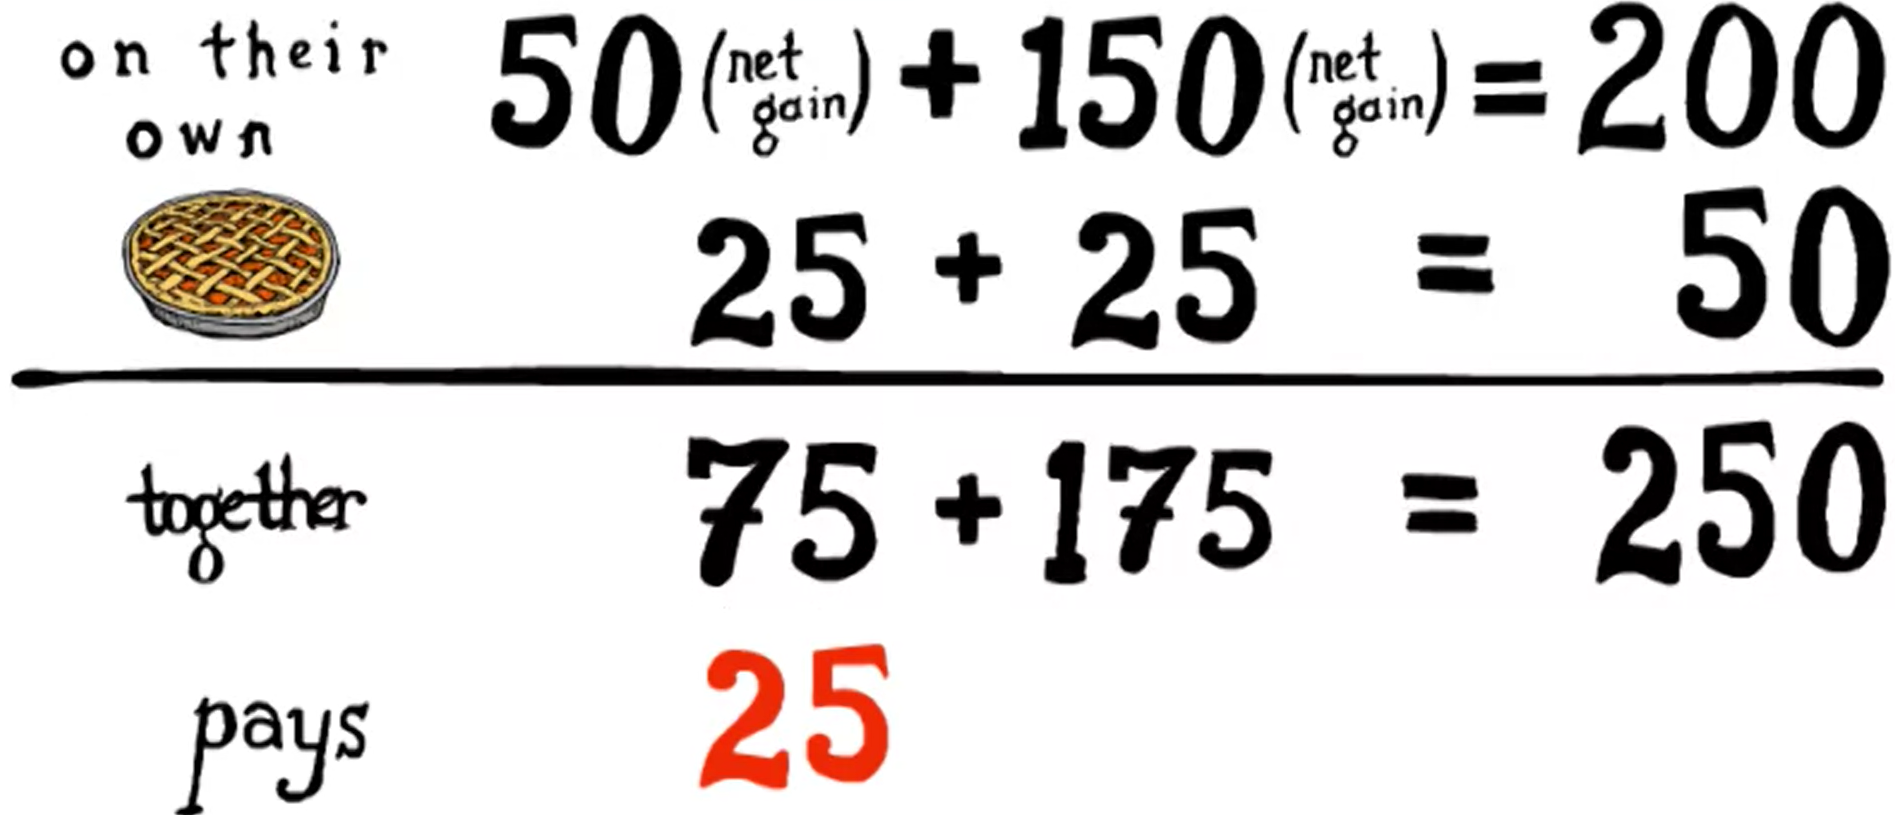 on their own 50 (net gain) + 150 (net gain) = 200
25 + 25 = 50
together 75 + 175 = 250
pays 25